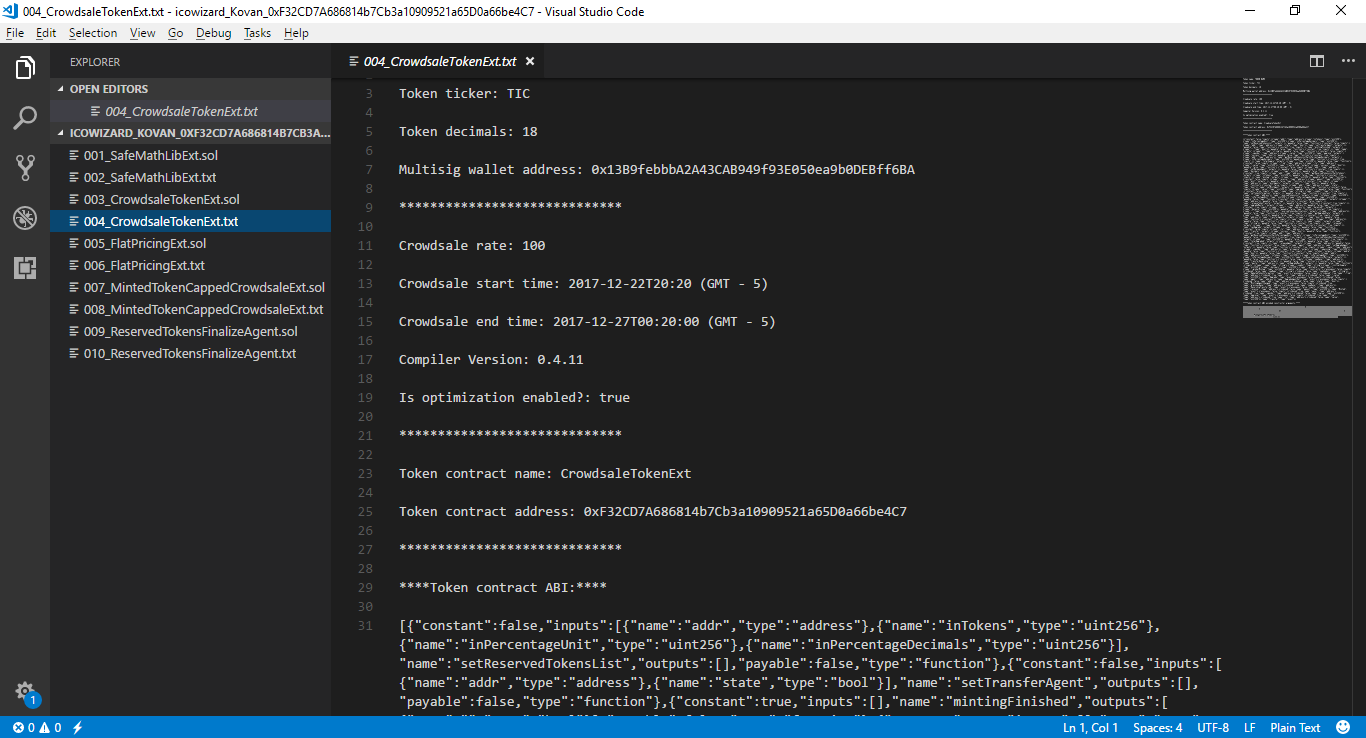 004_CrowdsaleTokenExt.txt - icowizard_Kovan_0xF32CD7A686814b7Cb3a10909521a65D0a66be4C7 - Visual Studio Code
File Edit Selection View Go Debug Tasks Help
EXPLORER
OPEN EDITORS
004_CrowdsaleTokenExt.txt
ICOWIZARD_KOVAN_0XF32CD7A686814B7CB3A...
001_SafeMathLibExt.sol
002_SafeMathLibExt.txt
003_CrowdsaleTokenExt.sol
004_CrowdsaleTokenExt.txt
005_FlatPricingExt.sol
006_FlatPricingExt.txt
007_MintedTokenCappedCrowdsaleExt.sol
008_MintedTokenCappedCrowdsaleExt.txt
009_ReservedTokensFinalizeAgent.sol
010_ReservedTokensFinalizeAgent.txt
1
004_CrowdsaleTokenExt.txt
3 Token ticker: TIC
4
5 Token decimals: 18
6
7 Multisig wallet address: 0x13B9febbbA2A43CAB949f93E050ea9b0DEBff6BA
8
9 *****************************
10
11 Crowdsale rate: 100
12
13 Crowdsale start time: 2017-12-22T20:20 (GMT - 5)
14
15 Crowdsale end time: 2017-12-27T00:20:00 (GMT - 5)
16
17 Compiler Version: 0.4.11
18
19 Is optimization enabled?: true
20
21 *****************************
22
23 Token contract name: CrowdsaleTokenExt
24
25 Token contract address: 0xF32CD7A686814b7Cb3a10909521a65D0a66be4C7
26
27 *****************************
28
29 ****Token contract ABI:****
30
31 [{"constant":false,"inputs":[{"name":"addr","type":"address"},{"name":"inTokens","type":"uint256"},
{"name":"inPercentageUnit","type":"uint256"},{"name":"inPercentageDecimals","type":"uint256"}],
"name":"setReservedTokensList","outputs":[],"payable":false,"type":"function"},{"constant":false,"inputs":[
{"name":"addr","type":"address"},{"name":"state","type":"bool"}],"name":"setTransferAgent","outputs":[],
"payable":false,"type":"function"},{"constant":true,"inputs":[],"name":"mintingFinished","outputs":[
0 0
Ln 1, Col 1 Spaces: 4 UTF-8 LF Plain Text